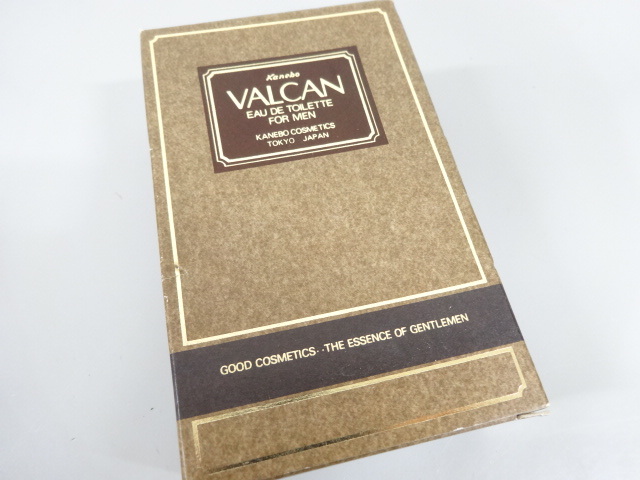 Kanebo
VALCAN
EAU DE TOILETTE
FOR MEN
KANEBO COSMETICS
TOKYO JAPAN
GOOD COSMETICS··THE ESSENCE OF GENTLEMEN